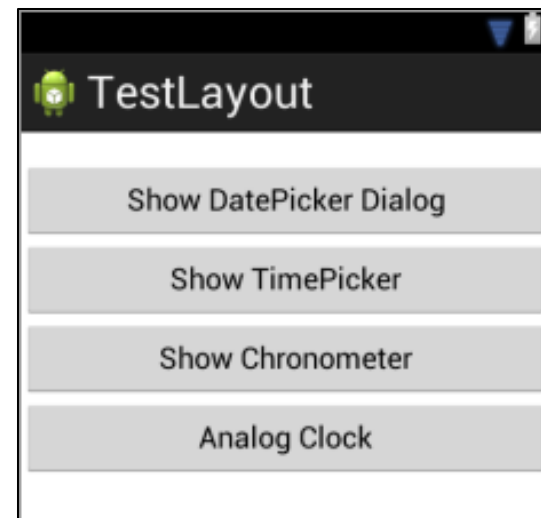 TestLayout
Show DatePicker Dialog
Show TimePicker
Show Chronometer
Analog Clock